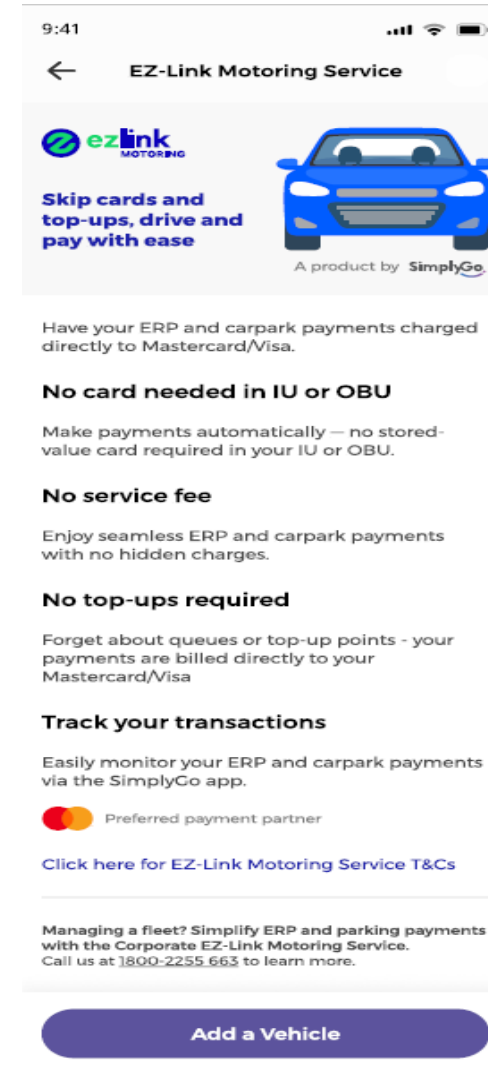 9:41
EZ-Link Motoring Service
ezlink
MOTORING
Skip cards and
top-ups, drive and
pay with ease
A product by SimplyGo
Have your ERP and carpark payments charged
directly to Mastercard/Visa.
No card needed in IU or OBU
Make payments automatically — no stored-
value card required in your IU or OBU.
No service fee
Enjoy seamless ERP and carpark payments
with no hidden charges.
No top-ups required
Forget about queues or top-up points - your
payments are billed directly to your
Mastercard/Visa
Track your transactions
Easily monitor your ERP and carpark payments
via the SimplyGo app.
Preferred payment partner
Click here for EZ-Link Motoring Service T&Cs
Managing a fleet? Simplify ERP and parking payments
with the Corporate EZ-Link Motoring Service.
Call us at 1800-2255 663 to learn more.
Add a Vehicle